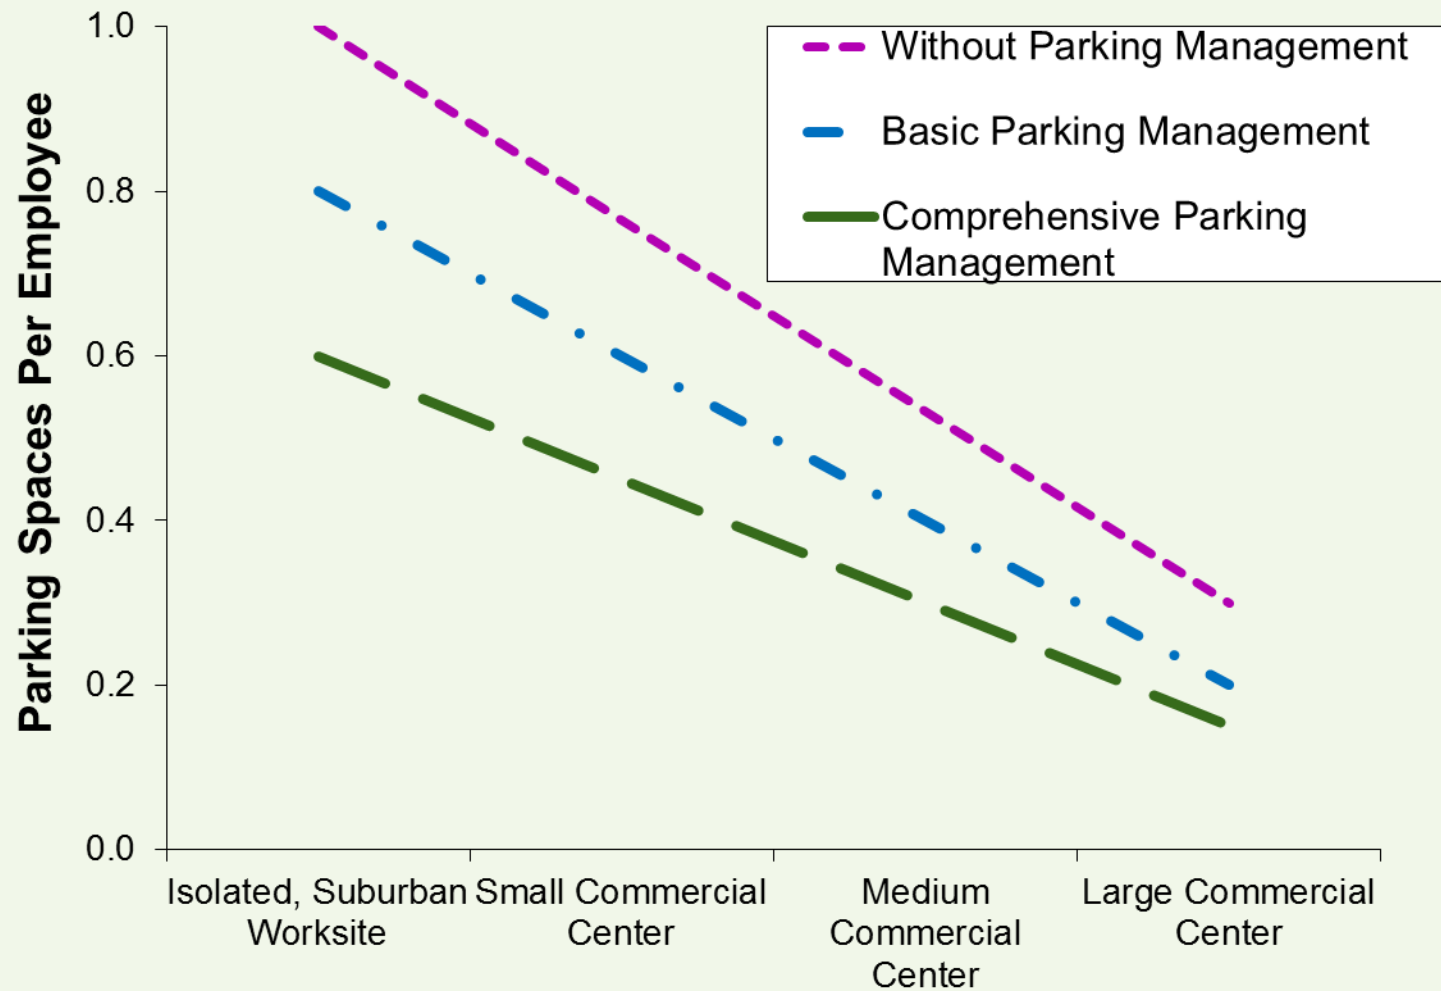 Parking Spaces Per Employee
1.0
0.8
0.6
0.4
0.2
0.0
Without Parking Management
Basic Parking Management
Comprehensive Parking
Management
Isolated, Suburban
Worksite
Small Commercial
Center
Medium
Commercial
Center
Large Commercial
Center